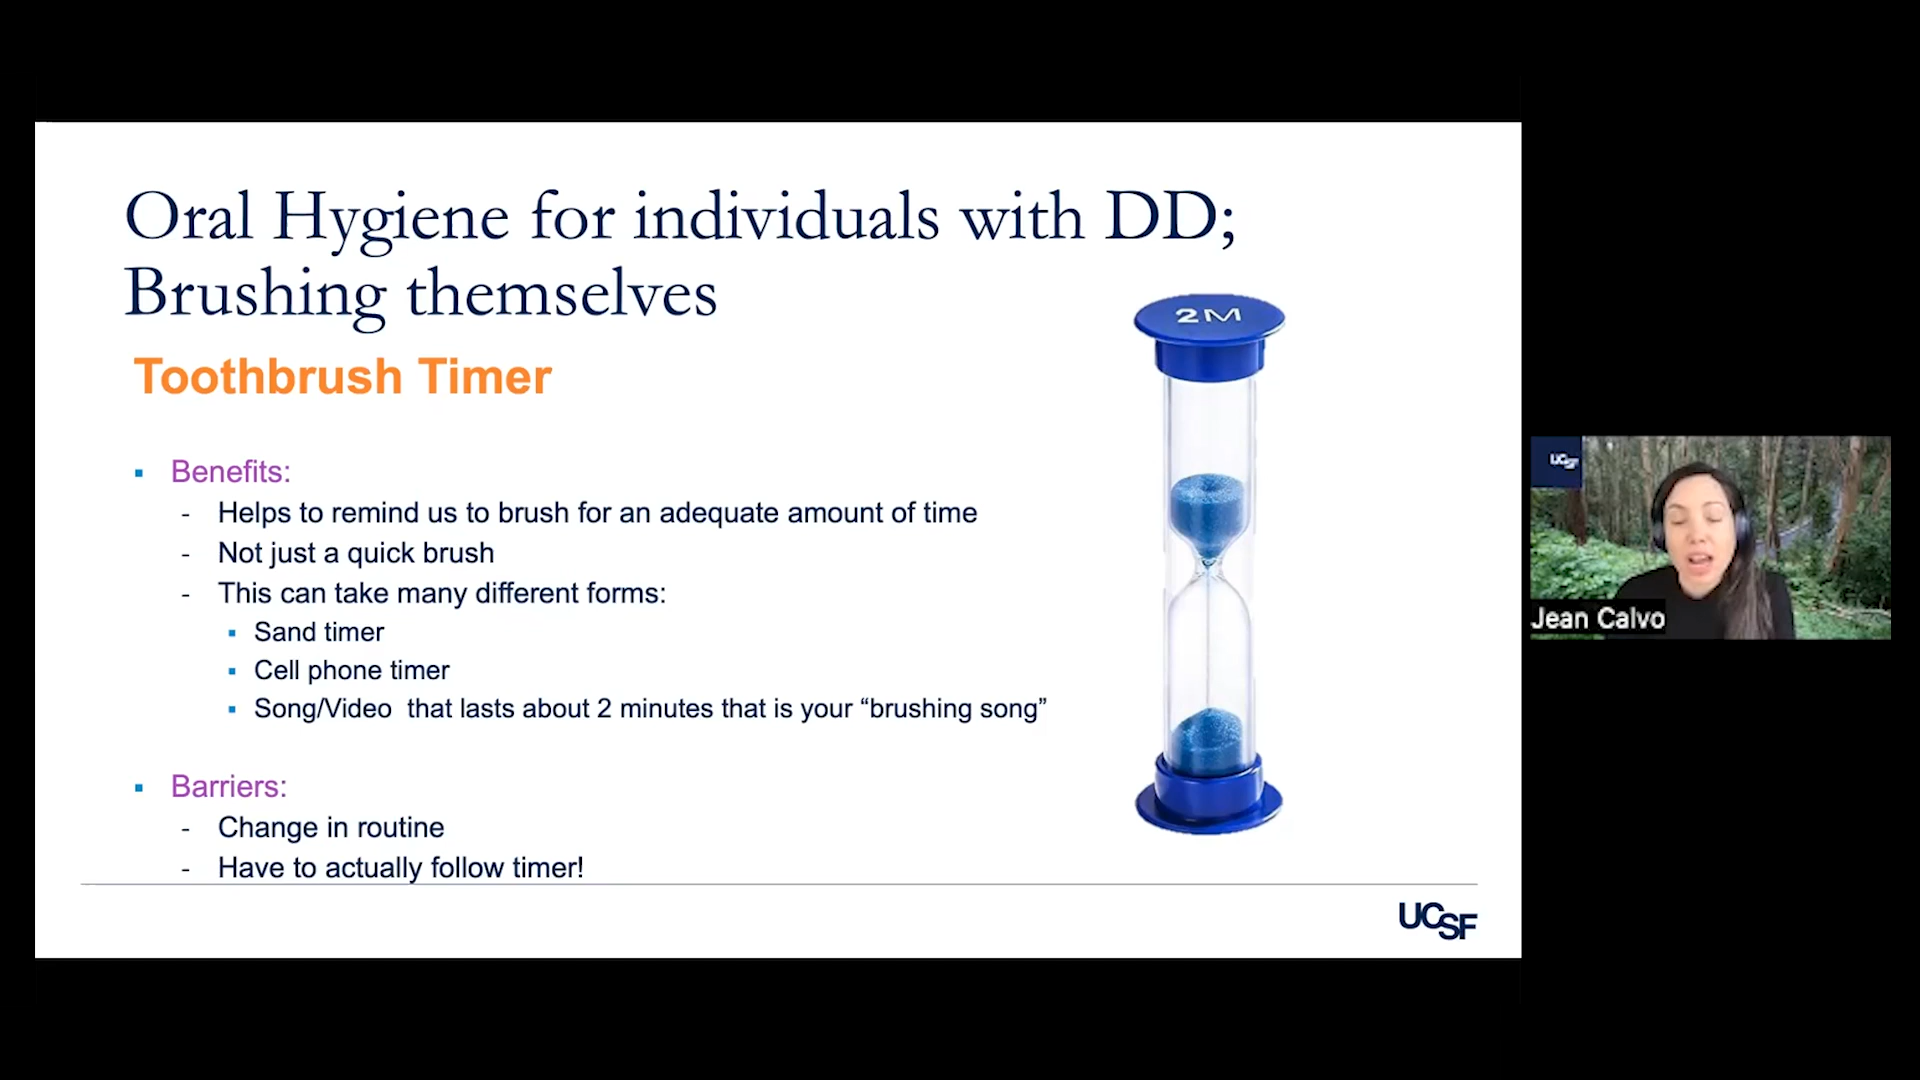 Oral Hygiene for individuals with DD;
Brushing themselves
Toothbrush Timer
2M
▪ Benefits:
- Helps to remind us to brush for an adequate amount of time
- Not just a quick brush
- This can take many different forms:
▪ Sand timer
▪ Cell phone timer
▪ Song/Video that lasts about 2 minutes that is your “brushing song”
▪ Barriers:
- Change in routine
- Have to actually follow timer!
UCSF
UCSF
Jean Calvo